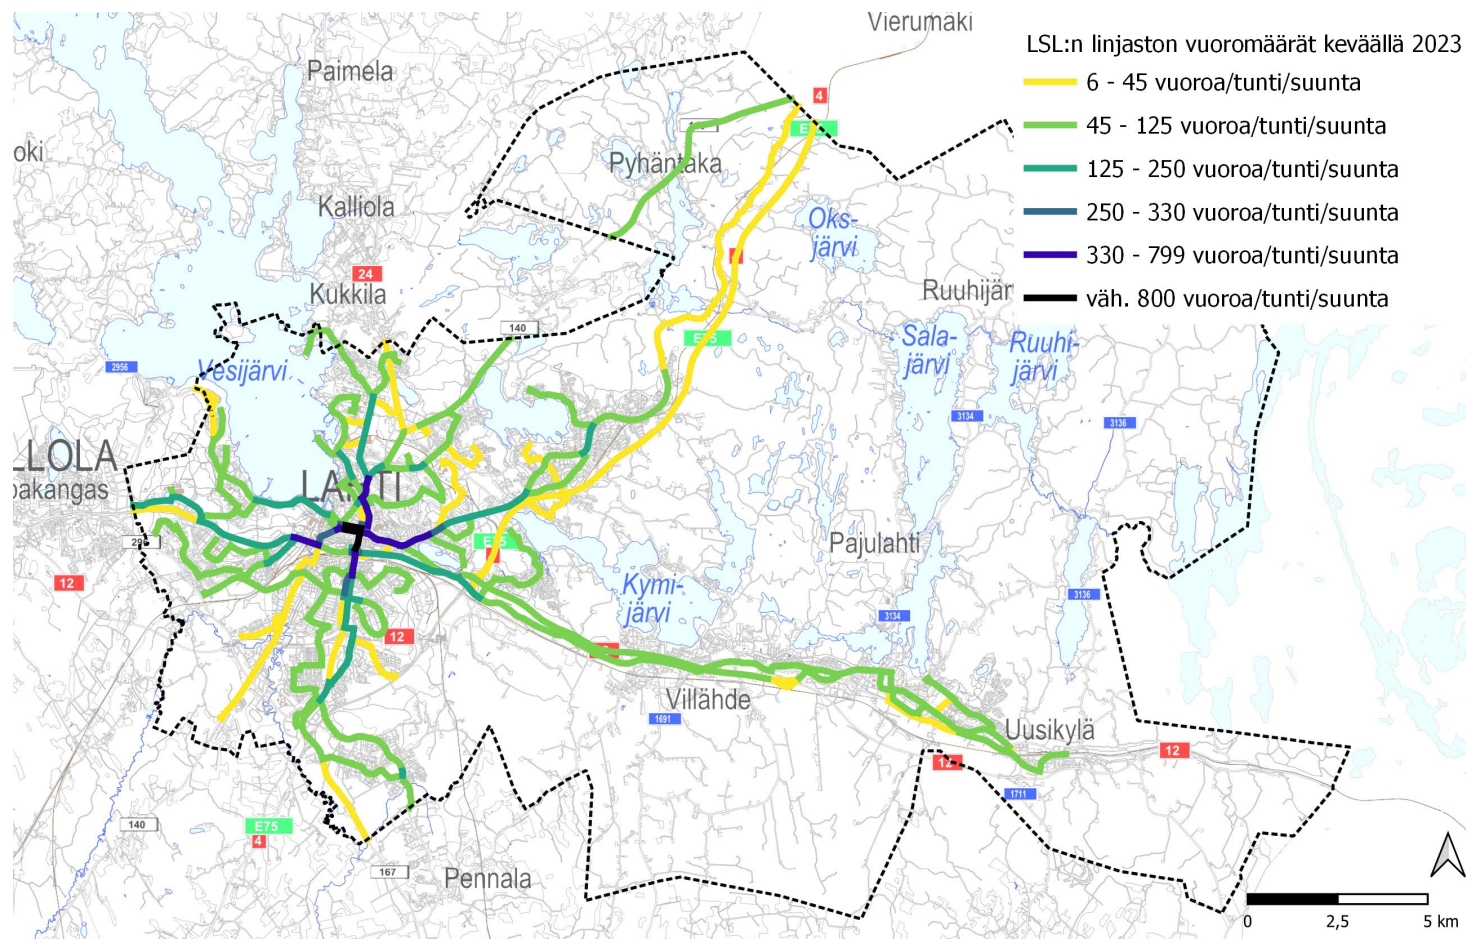 Vierumäki
LSL:n linjaston vuoromäärät keväällä 2023
6 - 45 vuoroa/tunti/suunta
45 - 125 vuoroa/tunti/suunta
125 - 250 vuoroa/tunti/suunta
250 - 330 vuoroa/tunti/suunta
330 - 799 vuoroa/tunti/suunta
väh. 800 vuoroa/tunti/suunta
Paimela
4
oki
Pyhäntaka
Kalliola
Oks-
järvi
24
Kukkila
Ruuhijär
140
E75
Sala-
järvi
Ruuhi-
järvi
2956
Vesijärvi
3134
3136
LLOLA
pakangas
LAHTI
E75
Pajulahti
12
Kymi-
järvi
3136
3134
12
Villähde
1691
Uusikylä
12
12
1711
140
E75
4
167
Pennala
0
2,5
5 km